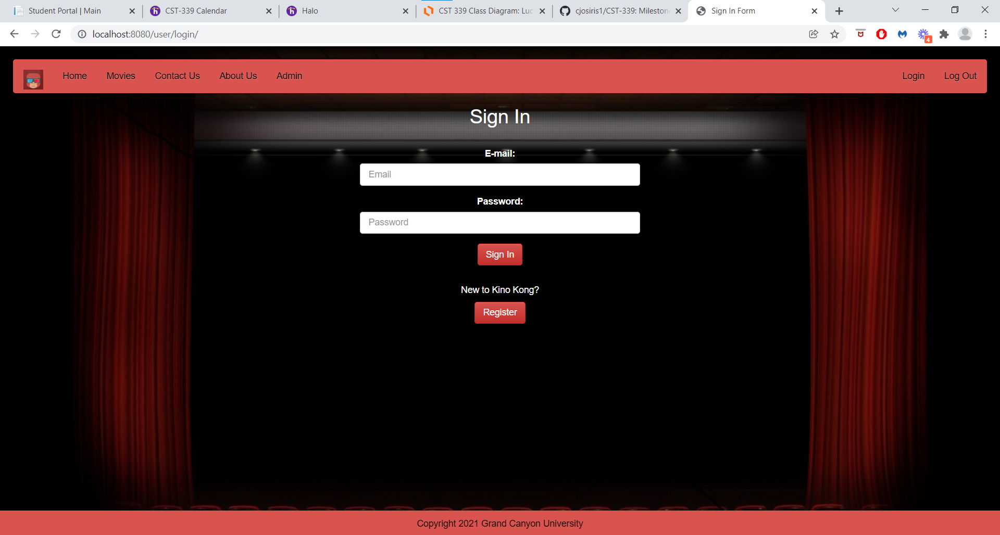 Student Portal | Main
CST-339 Calendar
Halo
CST 339 Class Diagram: Luc
cjosiris1/CST-339: Mileston
Sign In Form
localhost:8080/user/login/
4
Home
Movies
Contact Us
About Us
Admin
Login
Log Out
Sign In
E-mail:
Email
Password:
Password
Sign In
New to Kino Kong?
Register
Copyright 2021 Grand Canyon University